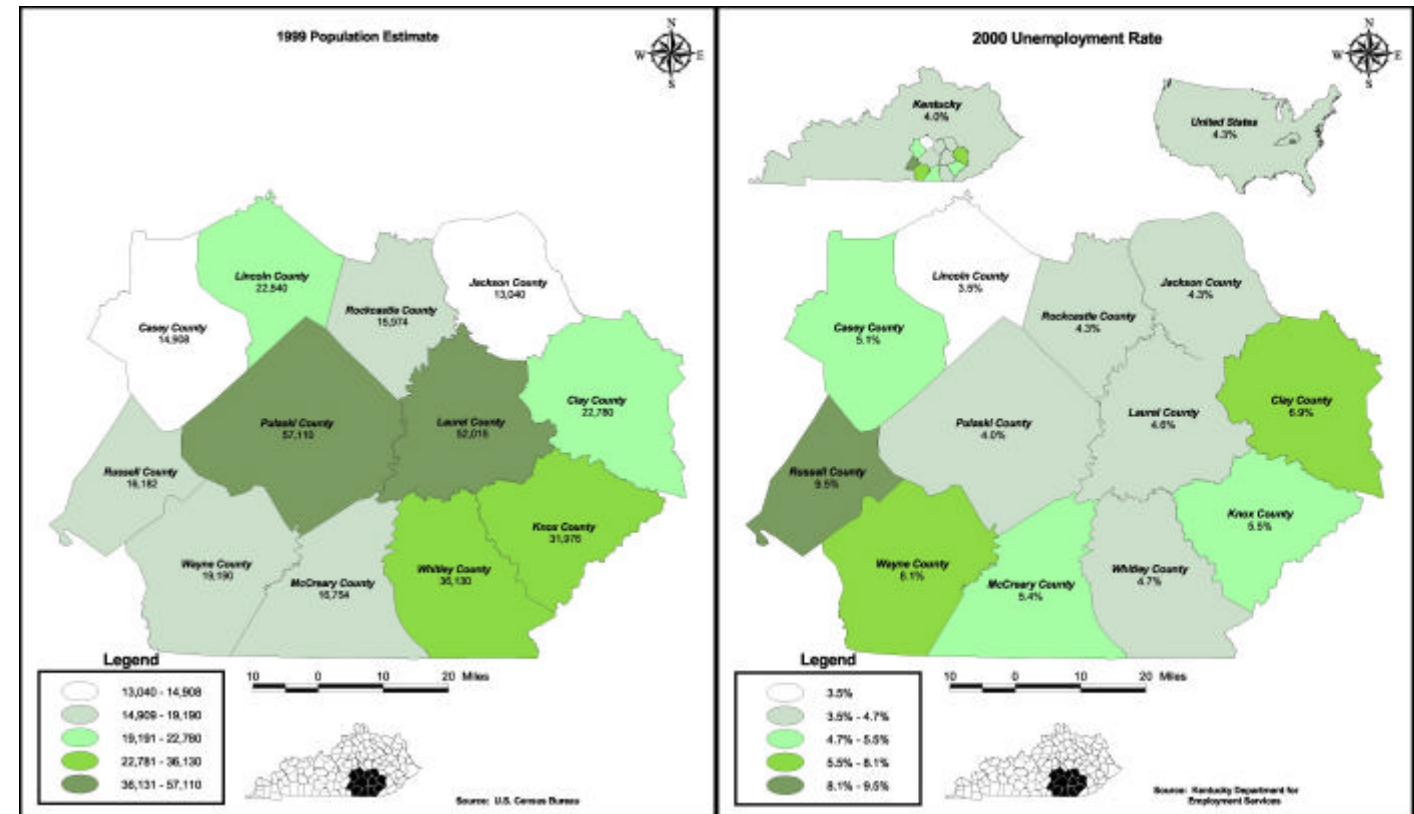 1999 Population Estimate
N
W E
S
Lincoln County
22,540
Jackson County
13,040
Rockcastle County
15,974
Casey County
14,908
Clay County
22,780
Pulaski County
57,110
Laurel County
52,015
Russell County
16,182
Knox County
31,976
Wayne County
19,190
McCreary County
16,754
Whitley County
36,130
Legend
13,040 - 14,908
14,909 - 19,190
19,191 - 22,780
22,781 - 36,130
36,131 - 57,110
10 0 10 20 Miles
Source: U.S. Census Bureau
2000 Unemployment Rate
N
W E
S
Kentucky
4.0%
United States
4.3%
Lincoln County
3.5%
Jackson County
4.3%
Rockcastle County
4.3%
Casey County
5.1%
Clay County
6.9%
Laurel County
4.6%
Pulaski County
4.0%
Russell County
9.5%
Knox County
5.5%
Wayne County
8.1%
Whitley County
4.7%
McCreary County
5.4%
Legend
3.5%
3.5% - 4.7%
4.7% - 5.5%
5.5% - 8.1%
8.1% - 9.5%
10 0 10 20 Miles
Source: Kentucky Department for
Employment Services